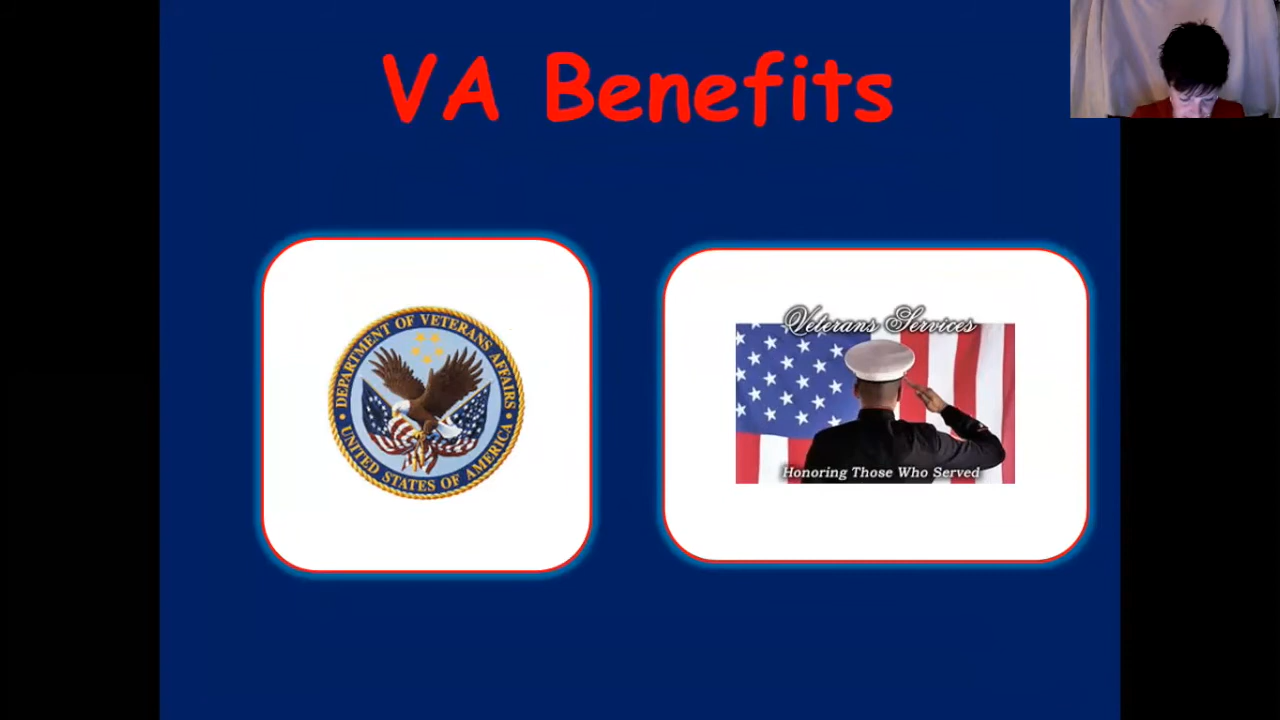 VA Benefits
DEPARTMENT OF VETERANS AFFAIRS
UNITED STATES OF AMERICA
Veterans Services
Honoring Those Who Served